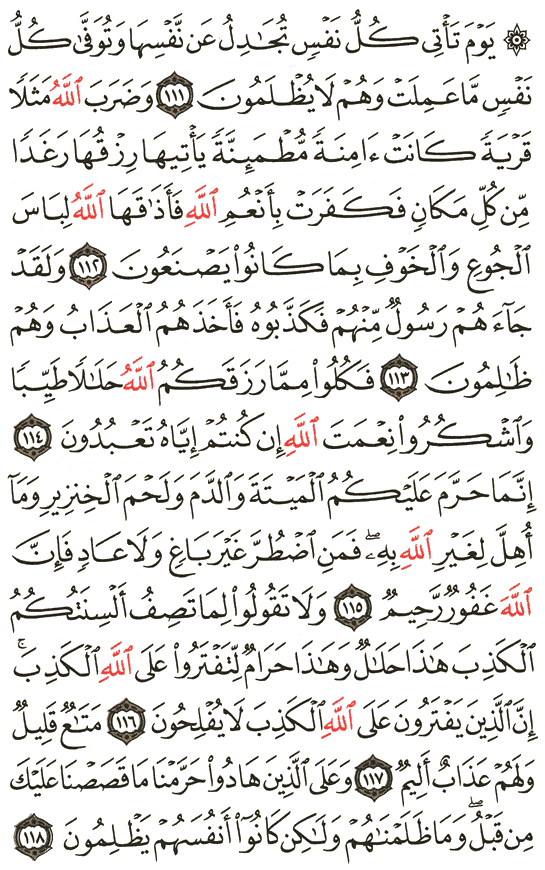 ۞ يَوْمَ تَأْتِي كُلُّ نَفْسٍ تُجَٰدِلُ عَن نَّفْسِهَا وَتُوَفَّىٰ كُلُّ
نَفْسٍ مَّا عَمِلَتْ وَهُمْ لَا يُظْلَمُونَ ١١١ وَضَرَبَ ٱللَّهُ مَثَلًا
قَرْيَةً كَانَتْ ءَامِنَةً مُّطْمَئِنَّةً يَأْتِيهَا رِزْقُهَا رَغَدًا
مِّن كُلِّ مَكَانٍ فَكَفَرَتْ بِأَنْعُمِ ٱللَّهِ فَأَذَٰقَهَا ٱللَّهُ لِبَاسَ
ٱلْجُوعِ وَٱلْخَوْفِ بِمَا كَانُوا۟ يَصْنَعُونَ ١١٢ وَلَقَدْ
جَآءَهُمْ رَسُولٌ مِّنْهُمْ فَكَذَّبُوهُ فَأَخَذَهُمُ ٱلْعَذَابُ وَهُمْ
ظَٰلِمُونَ ١١٣ فَكُلُوا۟ مِمَّا رَزَقَكُمُ ٱللَّهُ حَلَٰلًا طَيِّبًا
وَٱشْكُرُوا۟ نِعْمَتَ ٱللَّهِ إِن كُنتُمْ إِيَّاهُ تَعْبُدُونَ ١١٤
إِنَّمَا حَرَّمَ عَلَيْكُمُ ٱلْمَيْتَةَ وَٱلدَّمَ وَلَحْمَ ٱلْخِنزِيرِ وَمَآ
أُهِلَّ لِغَيْرِ ٱللَّهِ بِهِۦ ۖ فَمَنِ ٱضْطُرَّ غَيْرَ بَاغٍ وَلَا عَادٍ فَإِنَّ
ٱللَّهَ غَفُورٌ رَّحِيمٌ ١١٥ وَلَا تَقُولُوا۟ لِمَا تَصِفُ أَلْسِنَتُكُمُ
ٱلْكَذِبَ هَٰذَا حَلَٰلٌ وَهَٰذَا حَرَامٌ لِّتَفْتَرُوا۟ عَلَى ٱللَّهِ ٱلْكَذِبَ ۚ
إِنَّ ٱلَّذِينَ يَفْتَرُونَ عَلَى ٱللَّهِ ٱلْكَذِبَ لَا يُفْلِحُونَ ١١٦ مَتَٰعٌ قَلِيلٌ
وَلَهُمْ عَذَابٌ أَلِيمٌ ١١٧ وَعَلَى ٱلَّذِينَ هَادُوا۟ حَرَّمْنَا مَا قَصَصْنَا عَلَيْكَ
مِن قَبْلُ ۖ وَمَا ظَلَمْنَٰهُمْ وَلَٰكِن كَانُوٓا۟ أَنفُسَهُمْ يَظْلِمُونَ ١١٨